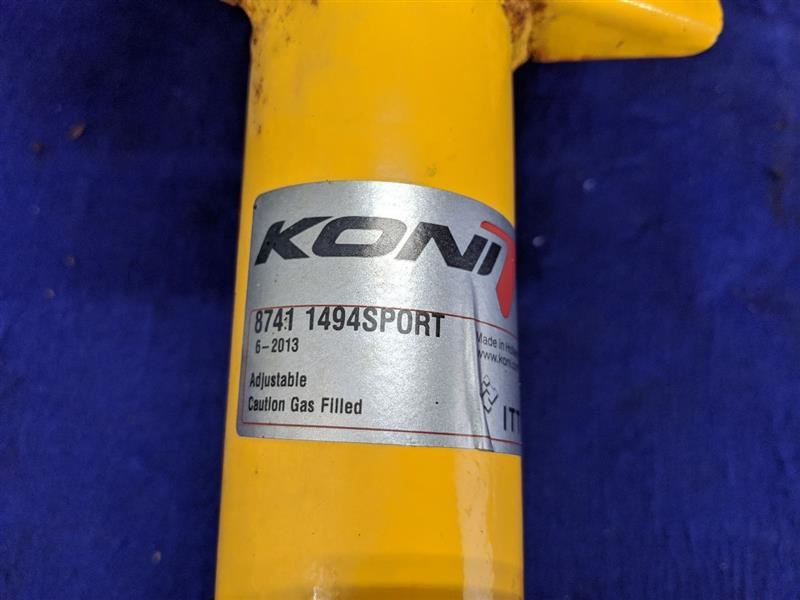 KONI
8741 1494SPORT
6-2013
Made in
www.koni.
Adjustable
Caution Gas Filled
ITT